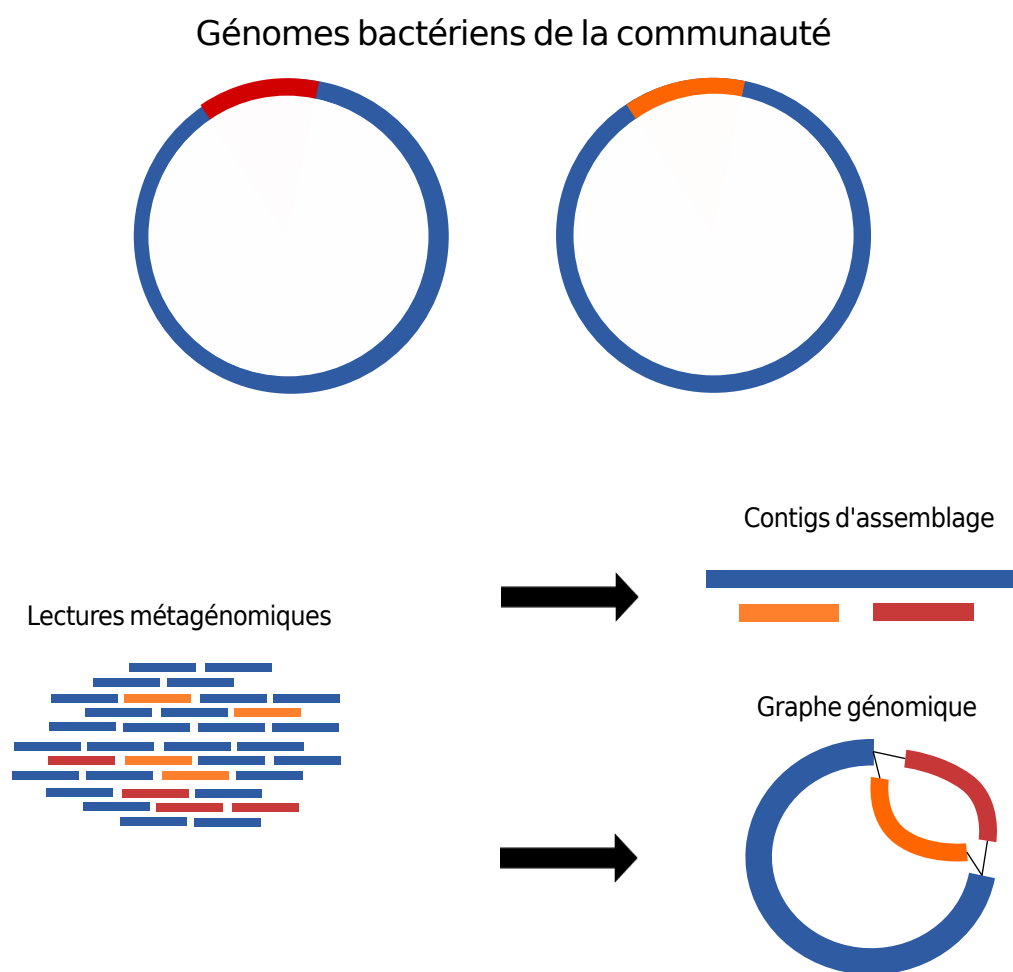 Génomes bactériens de la communauté
Contigs d'assemblage
Lectures métagénomiques
Graphe génomique